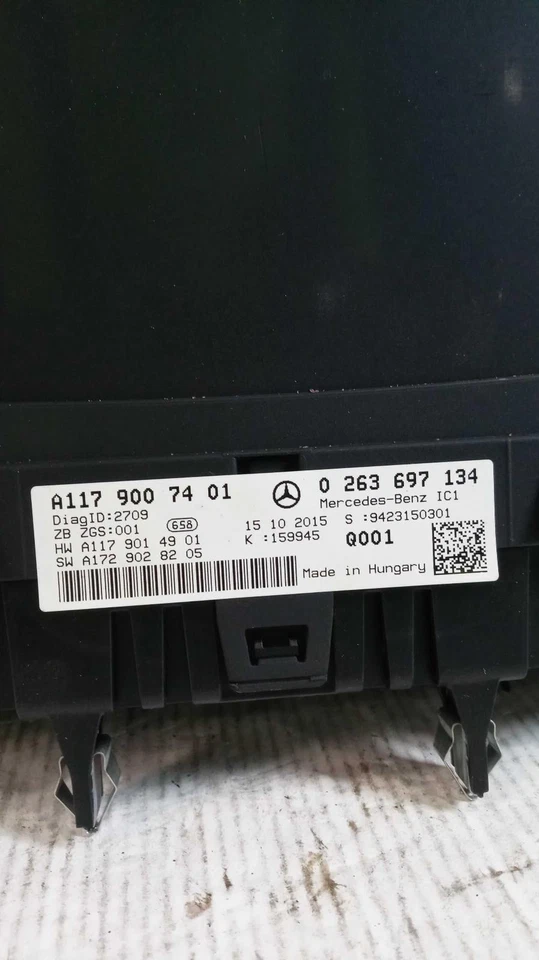 A117 900 74 01 0 263 697 134
DiagID:2709 Mercedes-Benz IC1
ZB ZGS:001 658 15 10 2015 S :9423150301
HW A117 901 49 01 K :159945 Q001
SW A172 902 82 05
Made in Hungary